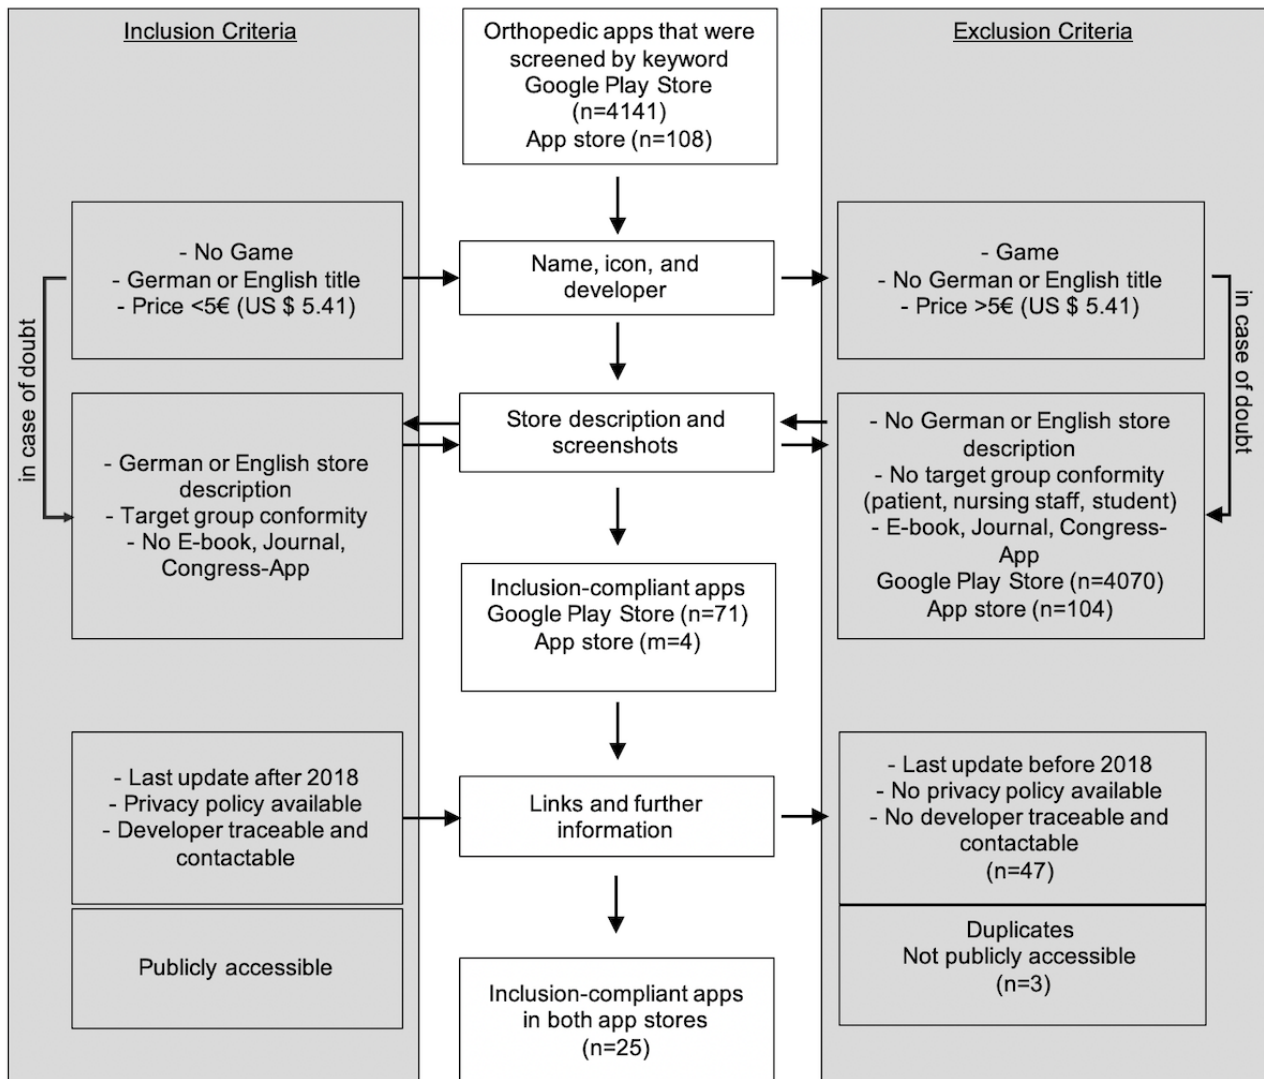 Inclusion Criteria
Orthopedic apps that were
screened by keyword
Google Play Store
(n=4141)
App store (n=108)
Exclusion Criteria
- No Game
- German or English title
- Price <5€ (US $ 5.41)
Name, icon, and
developer
- Game
- No German or English title
- Price >5€ (US $ 5.41)
in case of doubt
in case of doubt
- German or English store
description
- Target group conformity
- No E-book, Journal,
Congress-App
Store description and
screenshots
- No German or English store
description
- No target group conformity
(patient, nursing staff, student)
- E-book, Journal, Congress-
App
Google Play Store (n=4070)
App store (n=104)
Inclusion-compliant apps
Google Play Store (n=71)
App store (m=4)
- Last update after 2018
- Privacy policy available
- Developer traceable and
contactable
Links and further
information
- Last update before 2018
- No privacy policy available
- No developer traceable and
contactable
(n=47)
Publicly accessible
Duplicates
Not publicly accessible
(n=3)
Inclusion-compliant apps
in both app stores
(n=25)